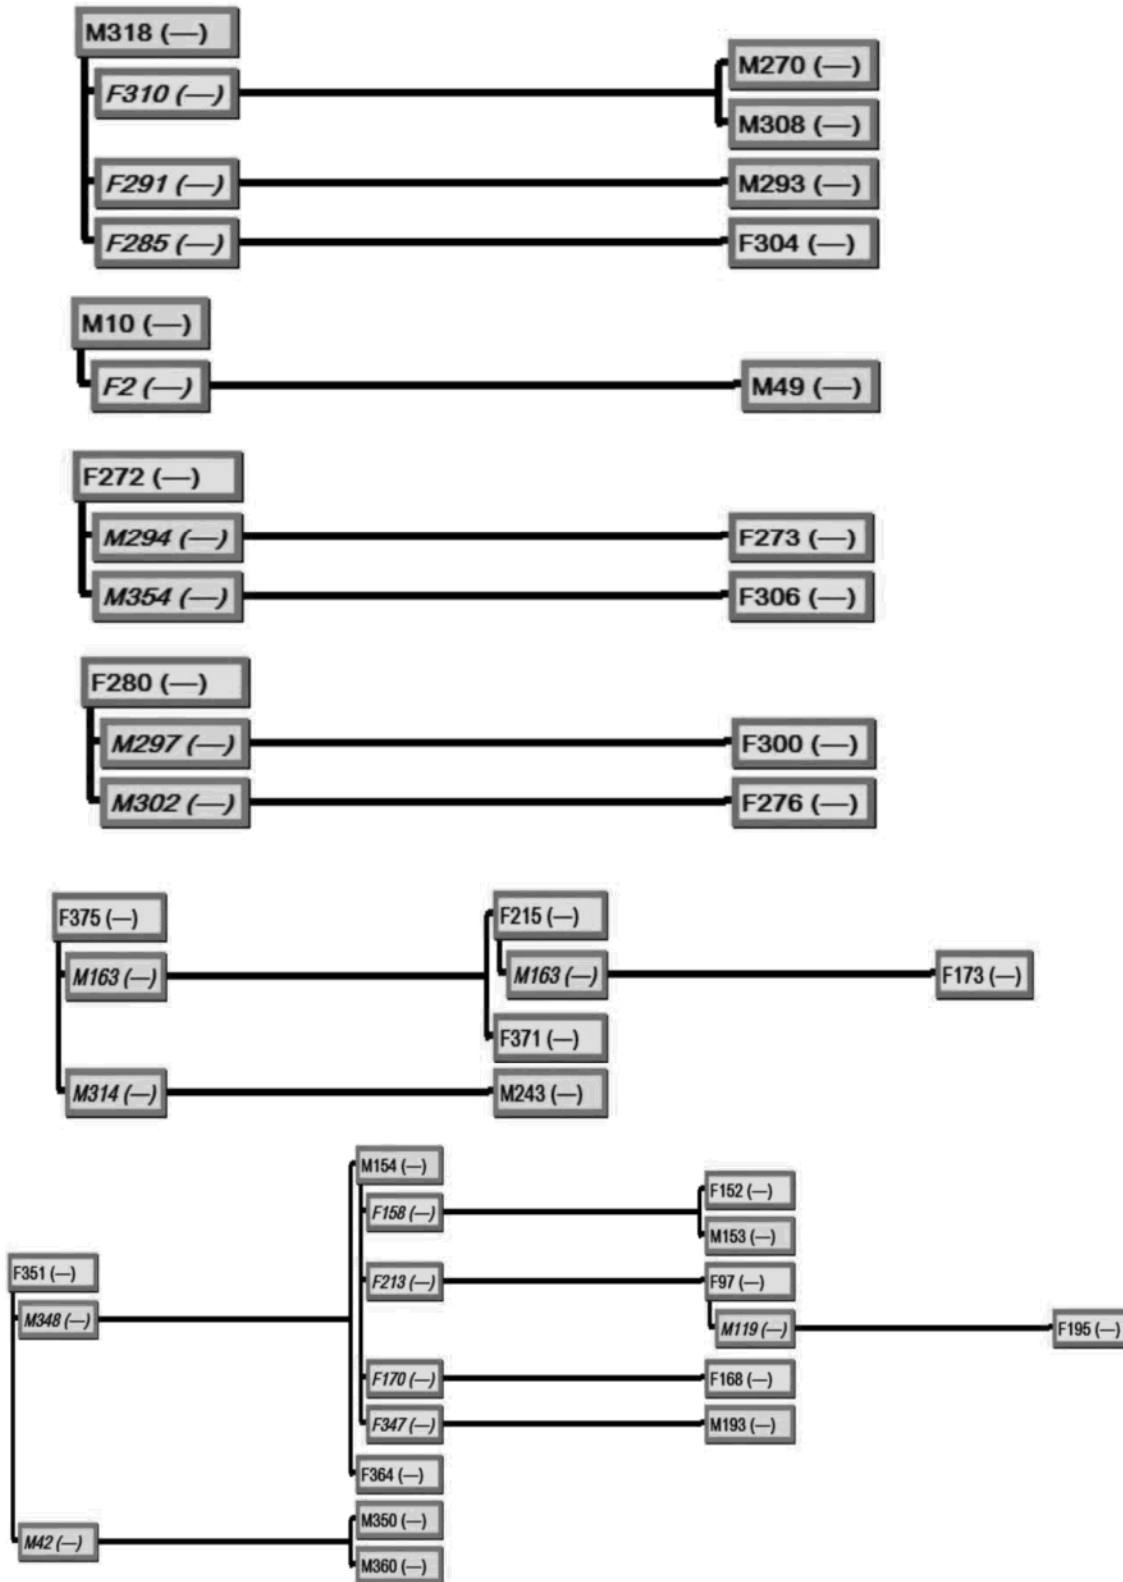 M318 (—)
F310 (—)
M270 (—)
M308 (—)
F291 (—)
M293 (—)
F285 (—)
F304 (—)
M10 (—)
F2 (—)
M49 (—)
F272 (—)
M294 (—)
F273 (—)
M354 (—)
F306 (—)
F280 (—)
M297 (—)
F300 (—)
M302 (—)
F276 (—)
F375 (—)
M163 (—)
F215 (—)
M163 (—)
F173 (—)
F371 (—)
M314 (—)
M243 (—)
F351 (—)
M348 (—)
M154 (—)
F158 (—)
F152 (—)
M153 (—)
F213 (—)
F97 (—)
M119 (—)
F195 (—)
F170 (—)
F168 (—)
F347 (—)
M193 (—)
F364 (—)
M42 (—)
M350 (—)
M360 (—)